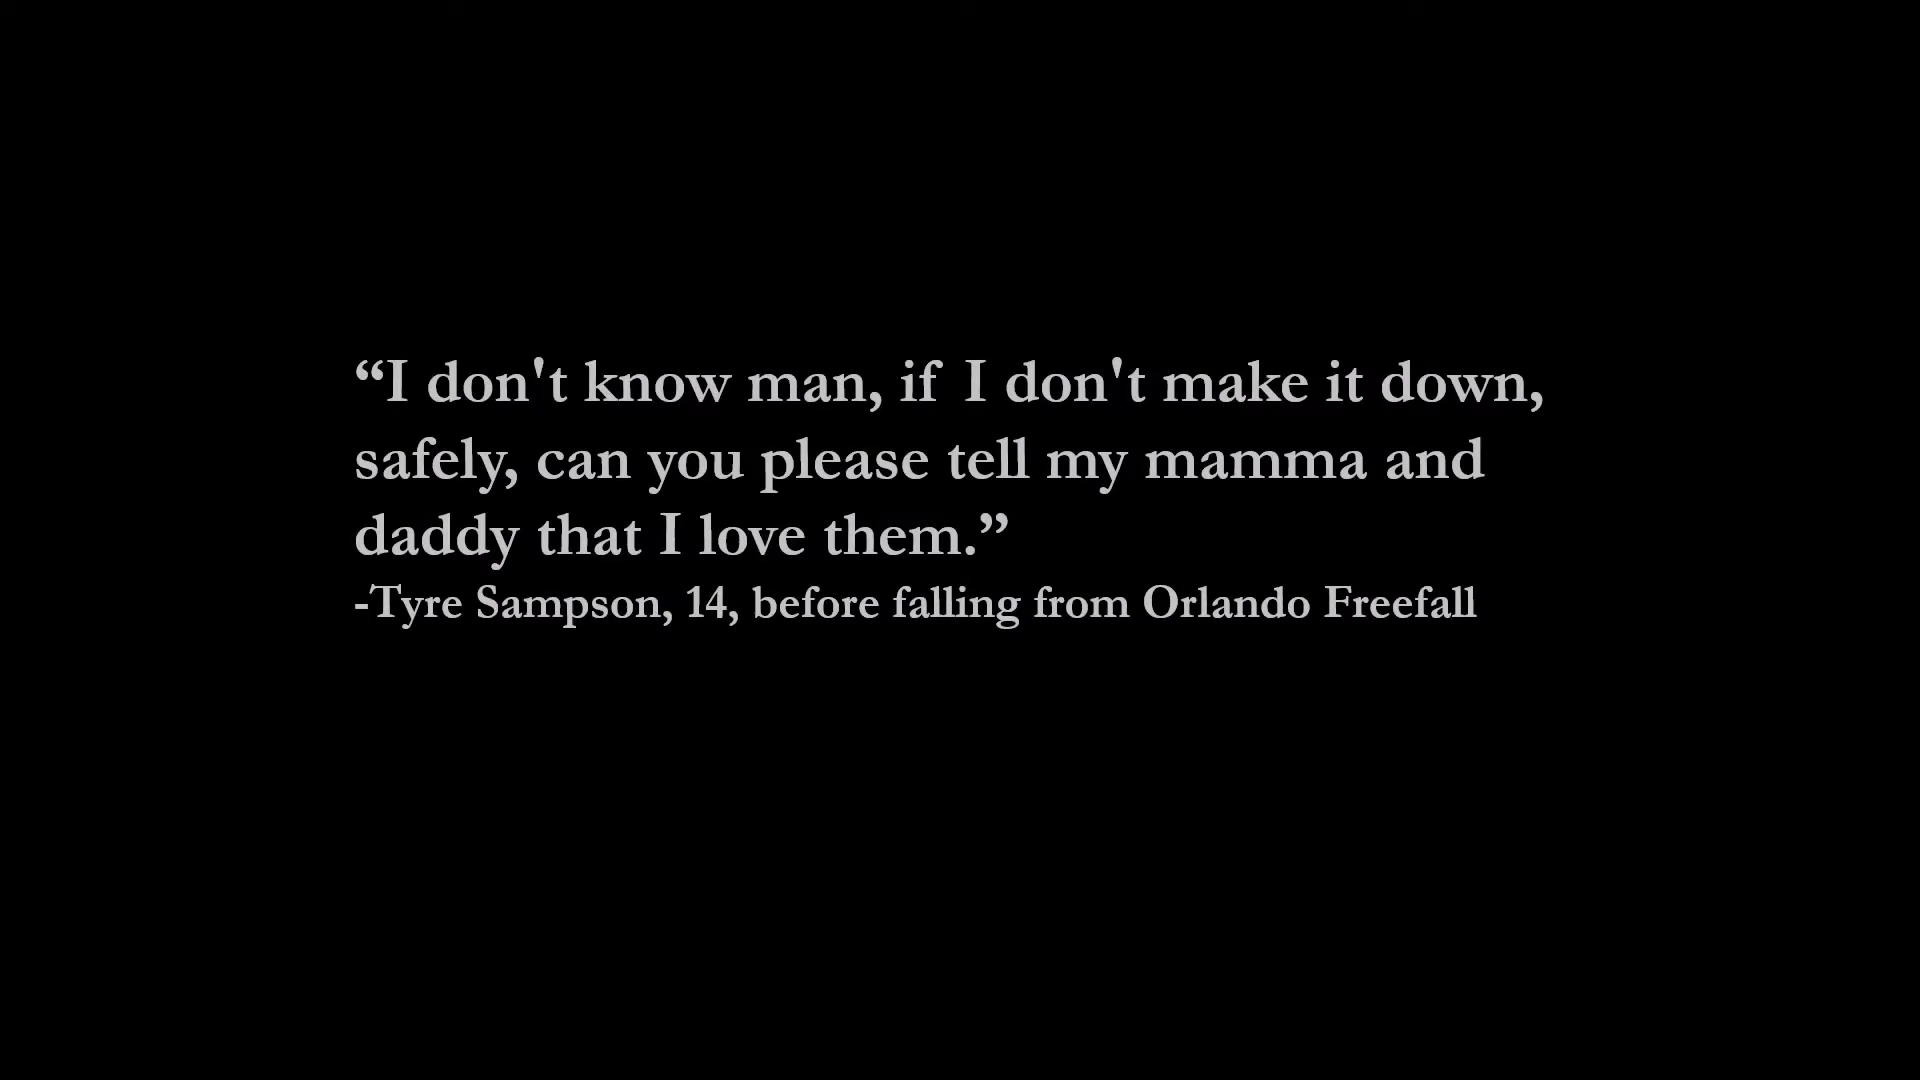 “I don't know man, if I don't make it down,
safely, can you please tell my mamma and
daddy that I love them.”
-Tyre Sampson, 14, before falling from Orlando Freefall